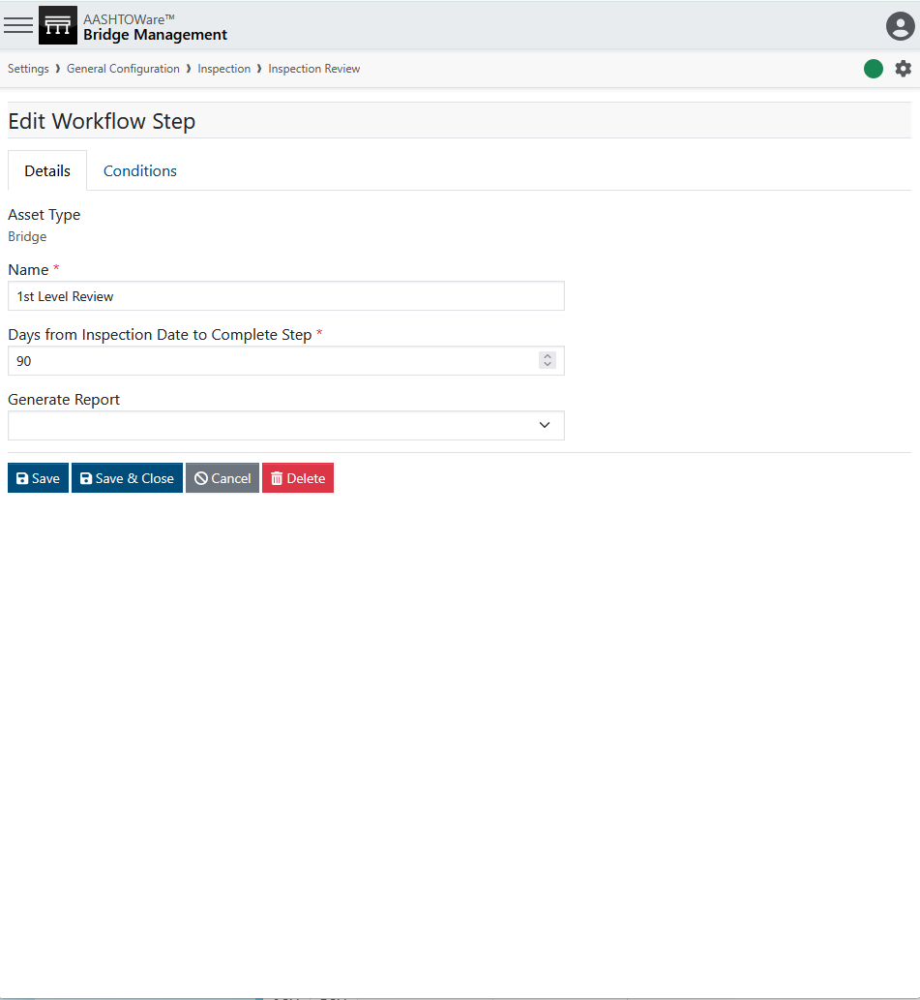 AASHTOWare™
Bridge Management
Settings ❯ General Configuration ❯ Inspection ❯ Inspection Review
Edit Workflow Step
Details Conditions
Asset Type
Bridge
Name *
1st Level Review
Days from Inspection Date to Complete Step *
90
Generate Report
Save Save & Close Cancel Delete